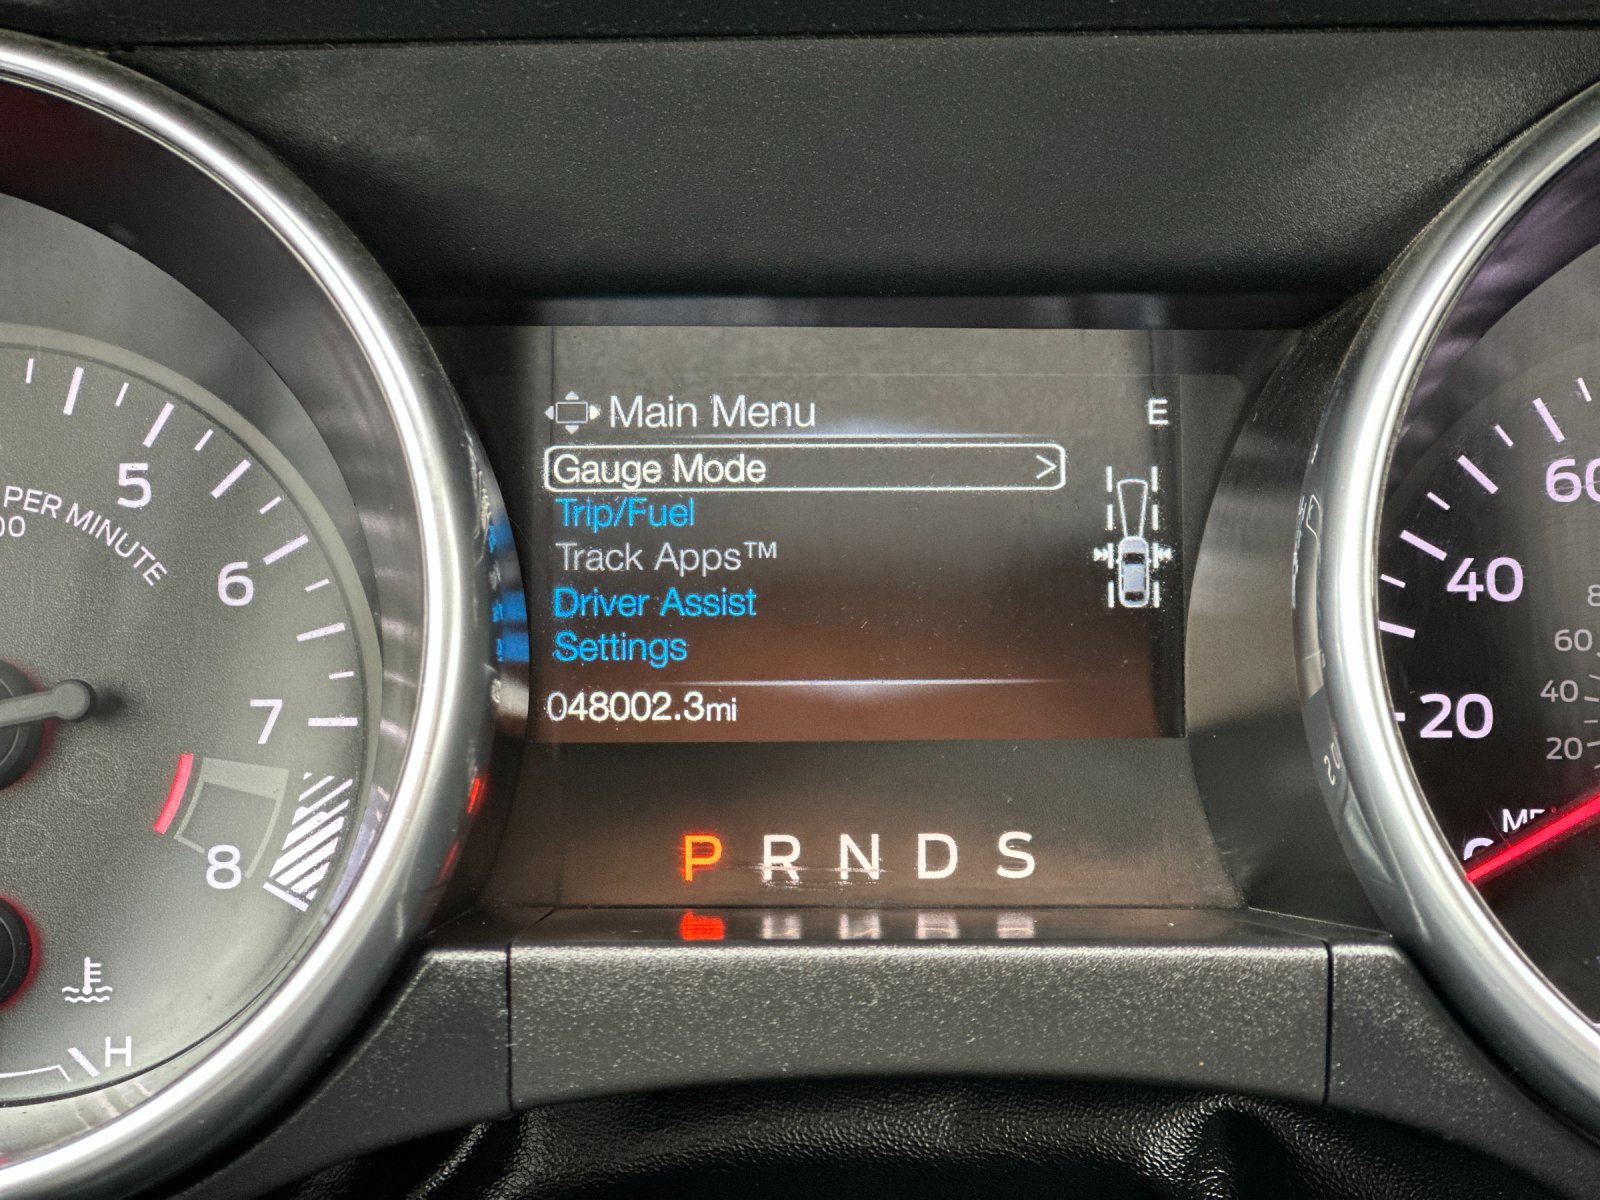 Main Menu E
Gauge Mode >
Trip/Fuel
Track Apps™
Driver Assist
Settings
048002.3mi
P R N D S
PER MINUTE
5
6
7
8
H
60
40
20
60
40
20